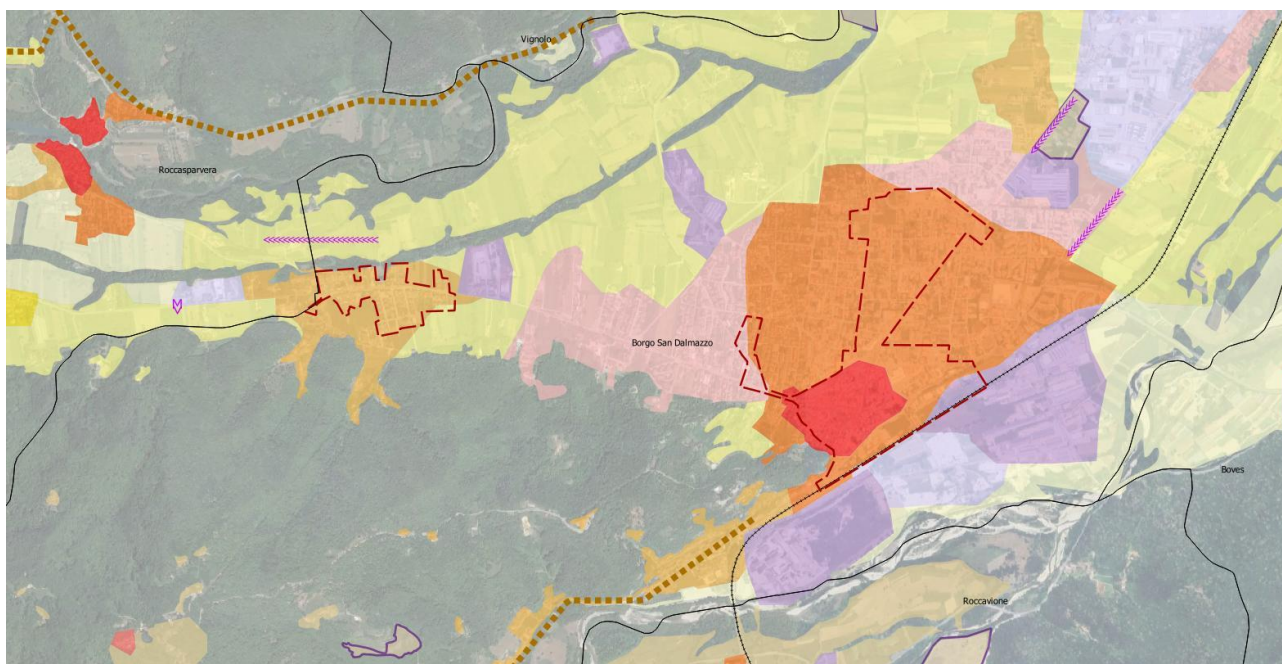 Vignolo
Roccasparvera
Borgo San Dalmazzo
Boves
Roccavione